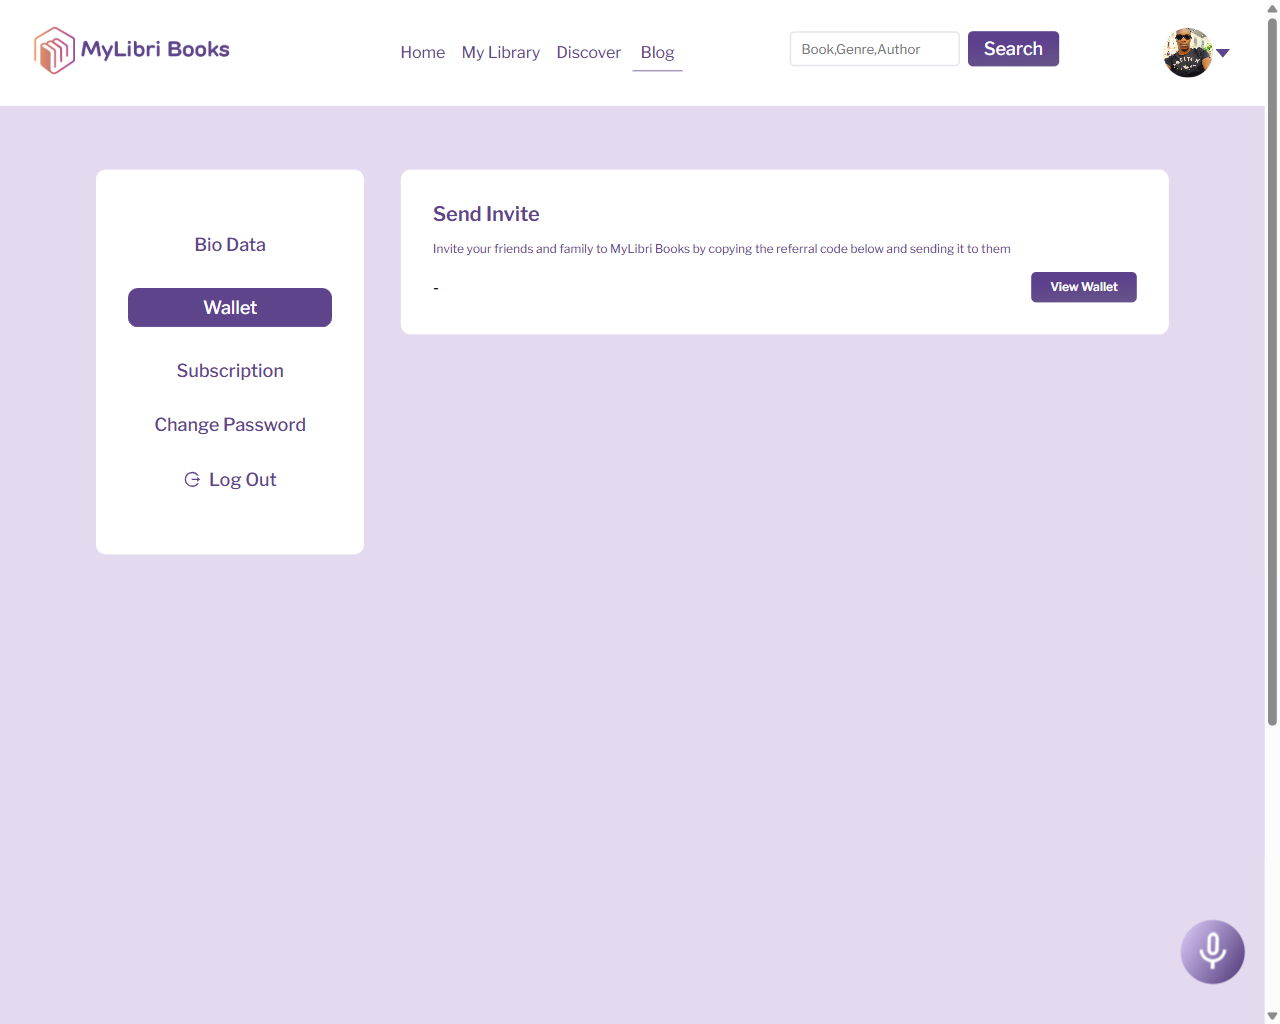 MyLibri Books
Home My Library Discover Blog
Book,Genre,Author
Search
Bio Data
Wallet
Subscription
Change Password
Log Out
Send Invite
Invite your friends and family to MyLibri Books by copying the referral code below and sending it to them
-
View Wallet